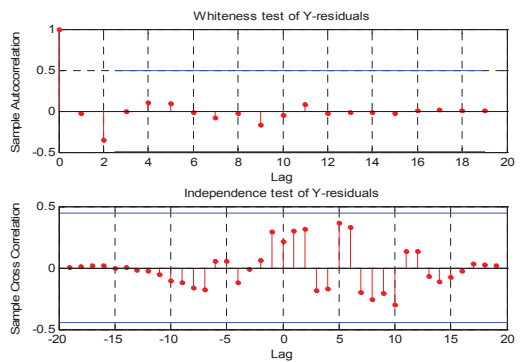 Whiteness test of Y-residuals
1
0.5
0
-0.5
Sample Autocorrelation
0 2 4 6 8 10 12 14 16 18 20
Lag
Independence test of Y-residuals
0.5
0
-0.5
Sample Cross Correlation
-20 -15 -10 -5 0 5 10 15 20
Lag